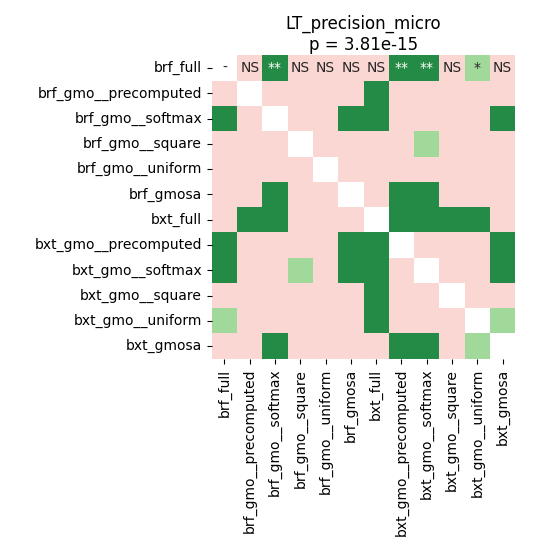 LT_precision_micro
p = 3.81e-15
brf_full - NS ** NS NS NS NS ** ** NS * NS
brf_gmo__precomputed
brf_gmo__softmax
brf_gmo__square
brf_gmo__uniform
brf_gmosa
bxt_full
bxt_gmo__precomputed
bxt_gmo__softmax
bxt_gmo__square
bxt_gmo__uniform
bxt_gmosa
brf_full
brf_gmo__precomputed
brf_gmo__softmax
brf_gmo__square
brf_gmo__uniform
brf_gmosa
bxt_full
bxt_gmo__precomputed
bxt_gmo__softmax
bxt_gmo__square
bxt_gmo__uniform
bxt_gmosa